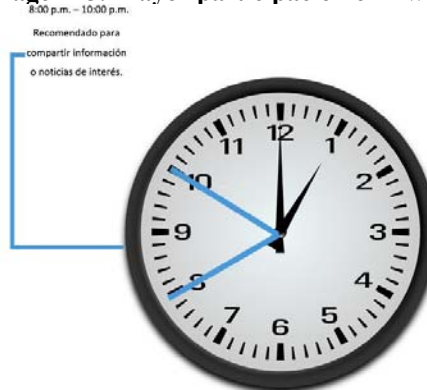 8:00 p.m. – 10:00 p.m.
Recomendado para
compartir información
o noticias de interés.
12
11 1
10 2
9 3
8 4
7 5
6